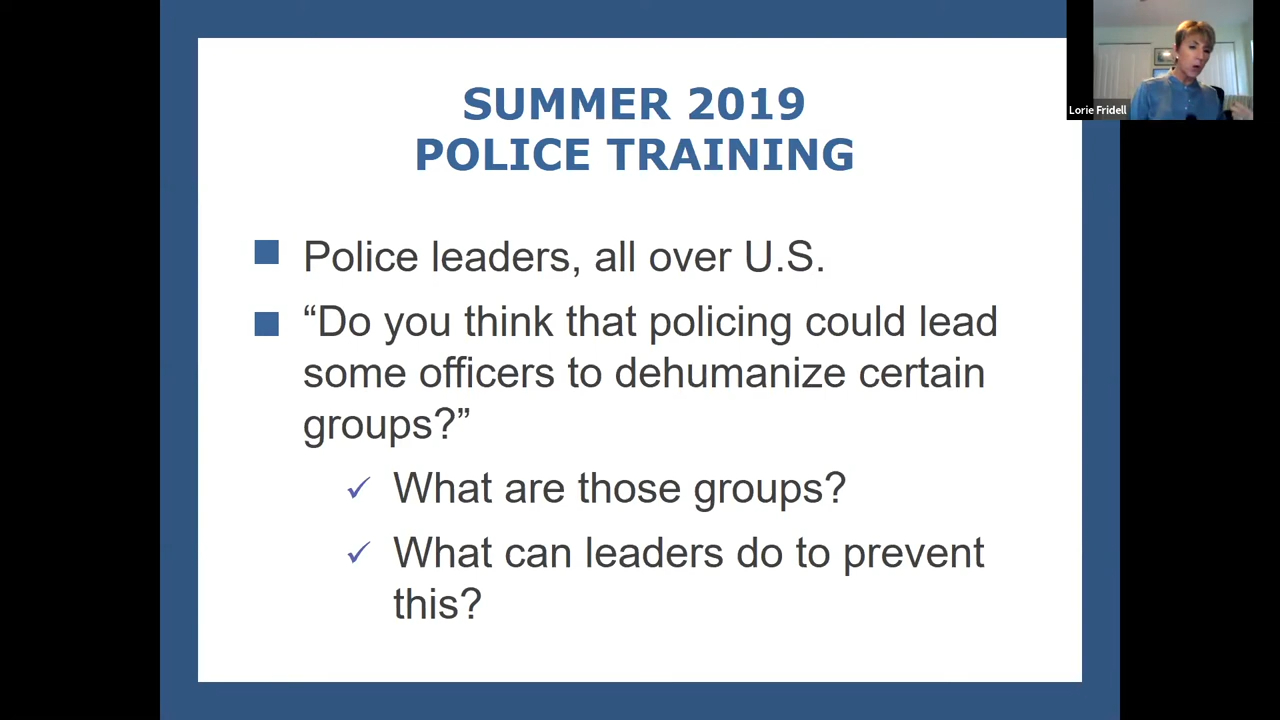 SUMMER 2019
POLICE TRAINING
Lorie Fridell
Police leaders, all over U.S.
“Do you think that policing could lead
some officers to dehumanize certain
groups?”
What are those groups?
What can leaders do to prevent
this?